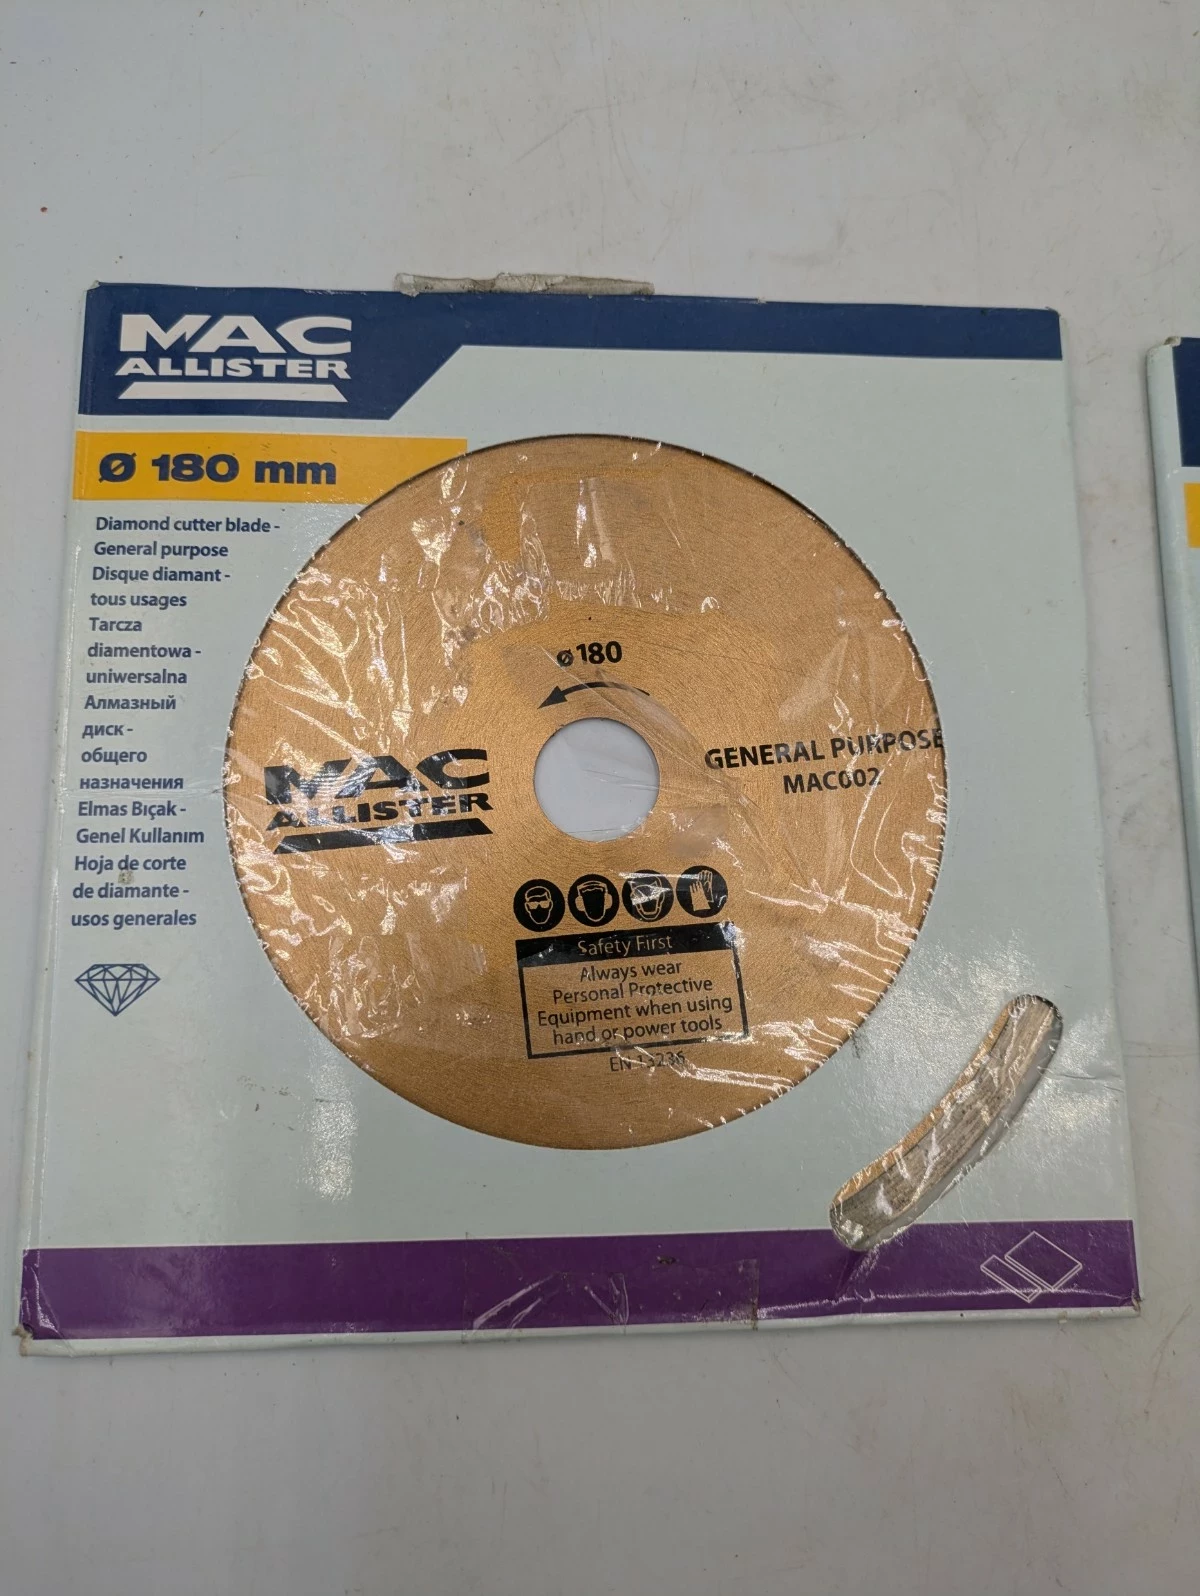 MAC
ALLISTER
Ø 180 mm
Diamond cutter blade -
General purpose
Disque diamant -
tous usages
Tarcza
diamentowa -
uniwersalna
Алмазный
диск -
общего
назначения
Elmas Bıçak -
Genel Kullanım
Hoja de corte
de diamante -
usos generales
ø180
MAC
ALLISTER
GENERAL PURPOSE
MAC002
Safety First
Always wear
Personal Protective
Equipment when using
hand or power tools
EN 13236